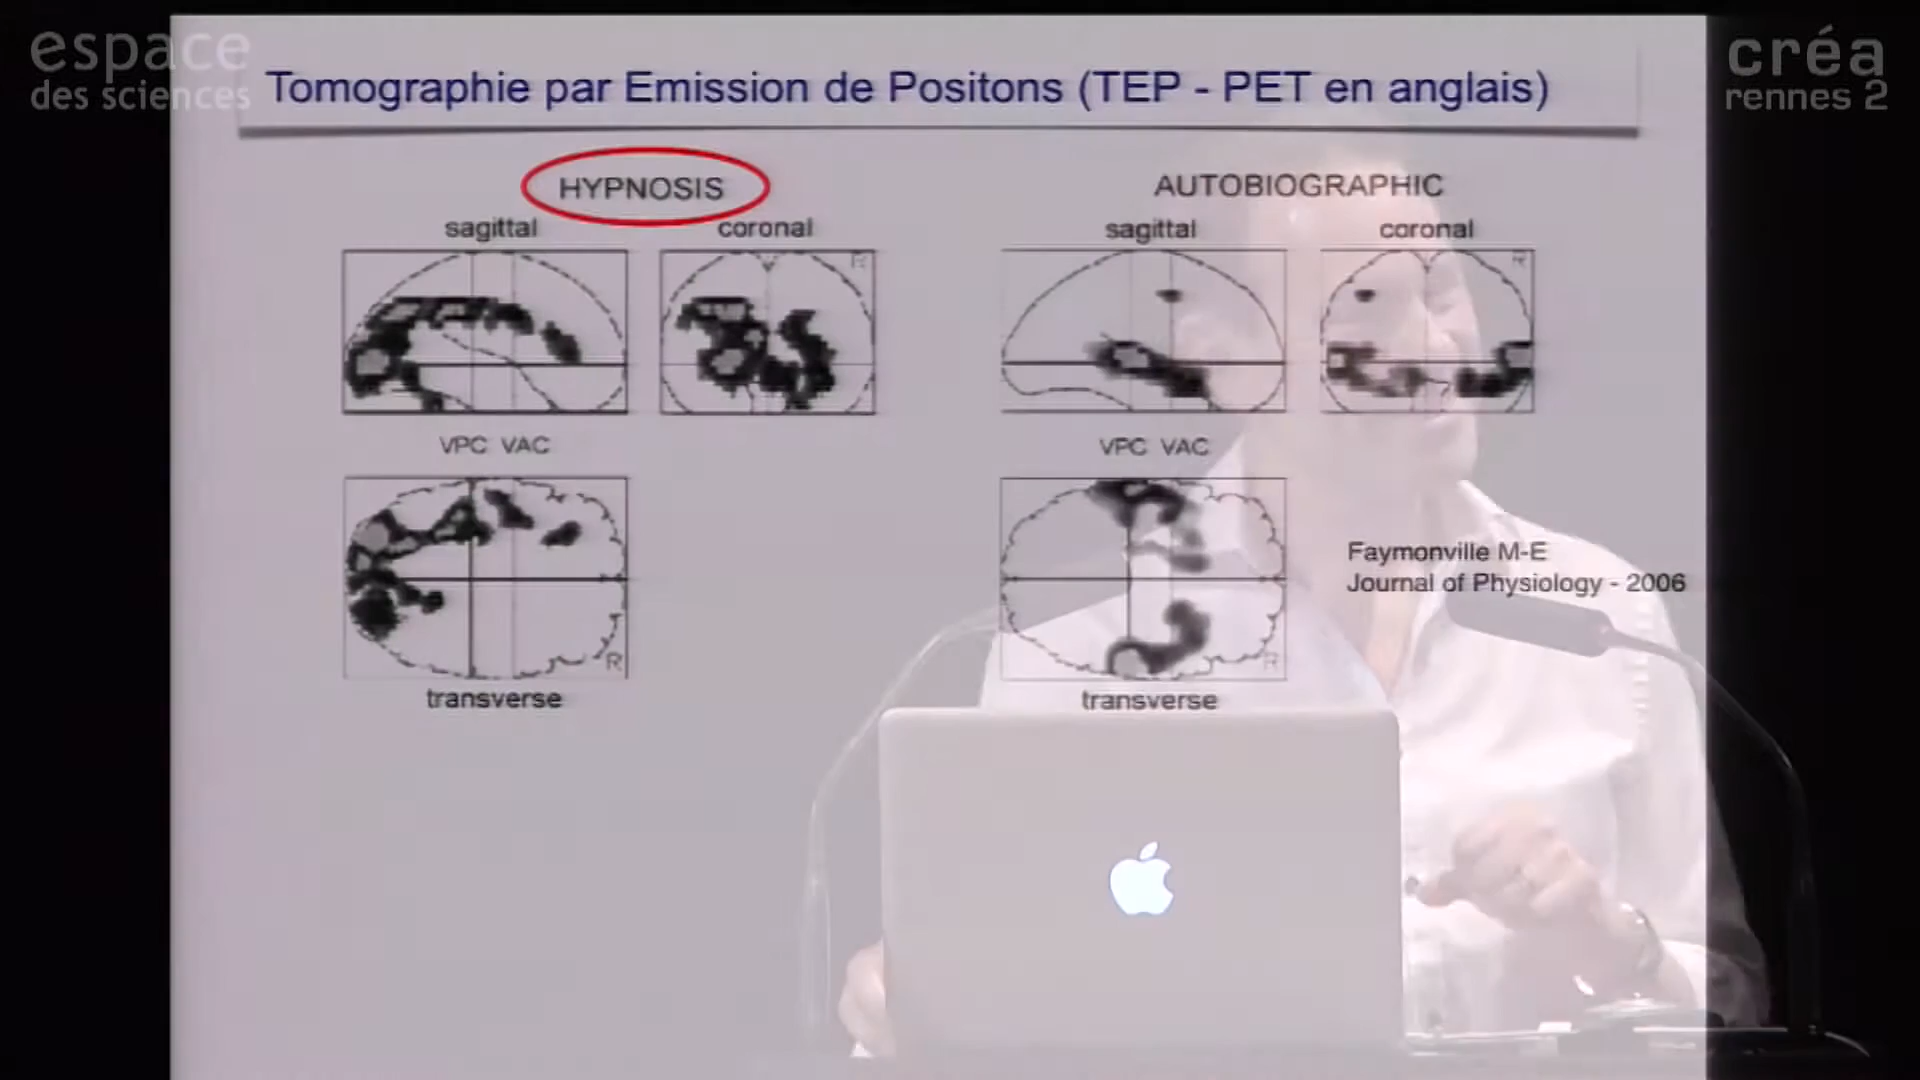 espace
des sciences
créa
rennes 2
Tomographie par Emission de Positons (TEP - PET en anglais)
HYPNOSIS
sagittal
coronal
R
VPC VAC
R
transverse
AUTOBIOGRAPHIC
sagittal
coronal
R
VPC VAC
R
transverse
Faymonville M-E
Journal of Physiology - 2006